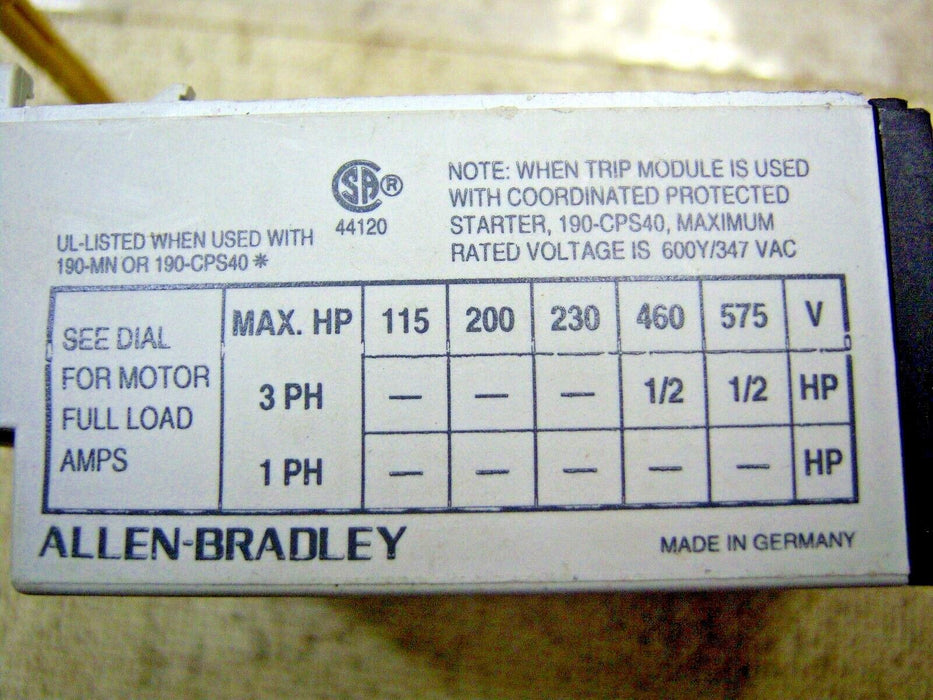 NOTE: WHEN TRIP MODULE IS USED
WITH COORDINATED PROTECTED
STARTER, 190-CPS40, MAXIMUM
RATED VOLTAGE IS 600Y/347 VAC
SA ®
44120
UL-LISTED WHEN USED WITH
190-MN OR 190-CPS40 *
SEE DIAL
FOR MOTOR
FULL LOAD
AMPS
MAX. HP 115 200 230 460 575 V
3 PH — — — 1/2 1/2 HP
1 PH — — — — — HP
ALLEN-BRADLEY
MADE IN GERMANY